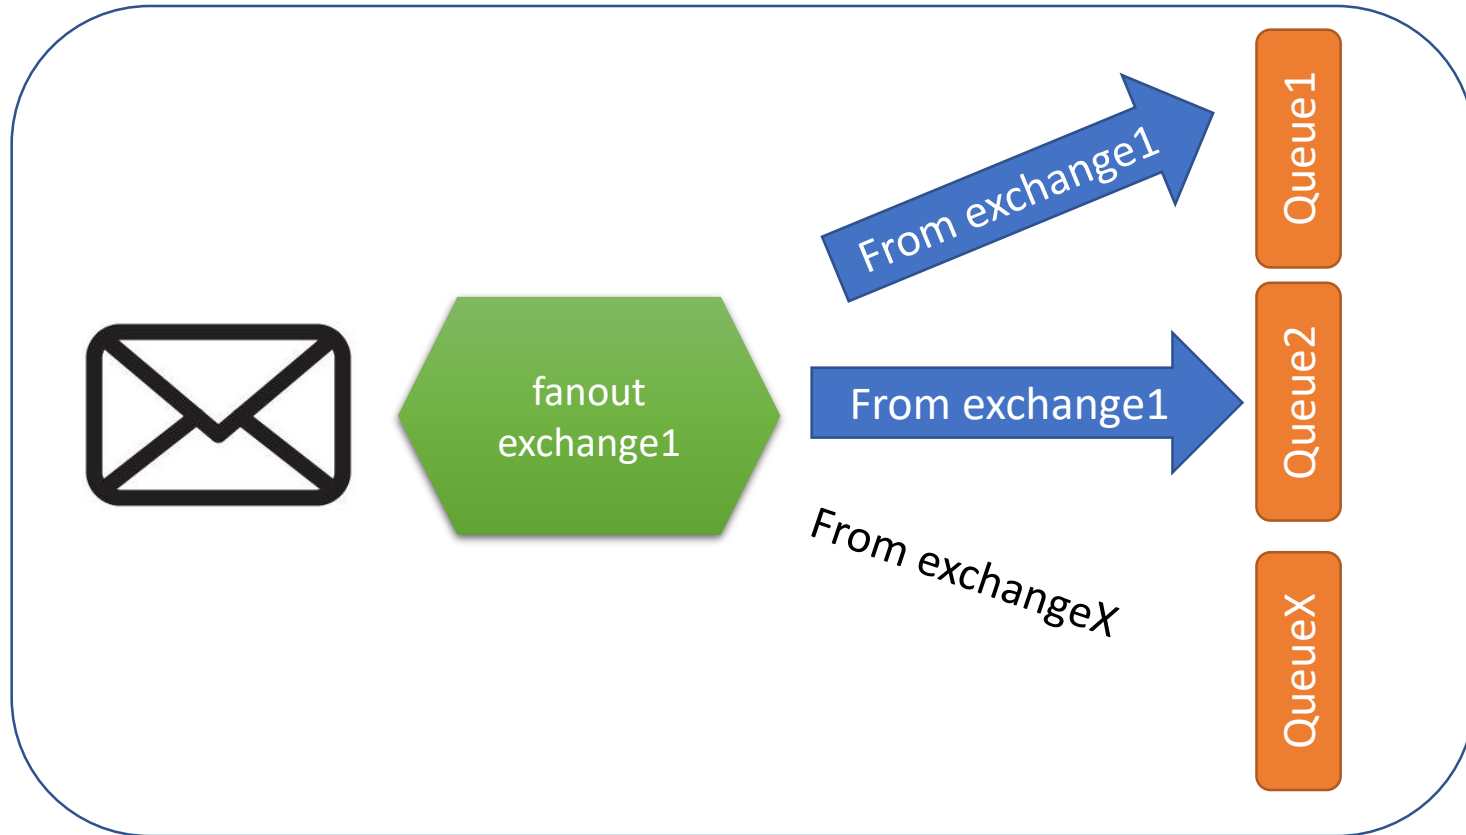 fanout
exchange1
From exchange1
From exchange1
From exchangeX
Queue1
Queue2
QueueX